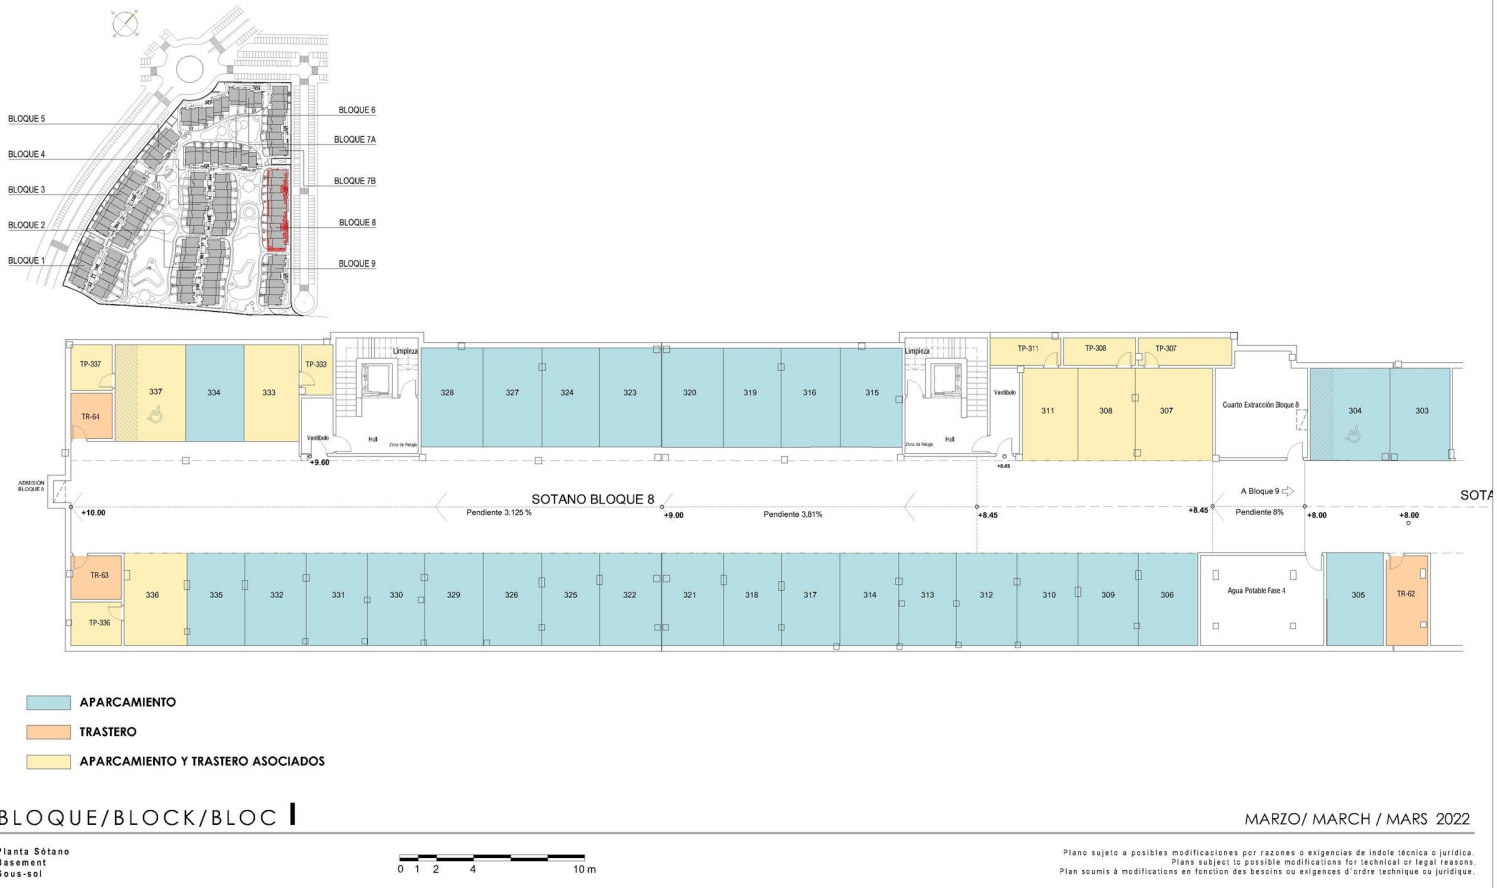 BLOQUE 5
BLOQUE 4
BLOQUE 3
BLOQUE 2
BLOQUE 1
BLOQUE 6
BLOQUE 7A
BLOQUE 7B
BLOQUE 8
BLOQUE 9
TP-337
TR-64
337
334
333
TP-333
Limpieza
Vestíbulo
Hall
Zona de Refugio
328
327
324
323
320
319
316
315
Limpieza
Zona de Refugio
Hall
Vestíbulo
TP-311
TP-308
TP-307
311
308
307
Cuarto Extracción Bloque 8
304
303
+9.60
+8.45
ADMISIÓN
BLOQUE 8
+10.00
SOTANO BLOQUE 8
Pendiente 3.125 %
+9.00
Pendiente 3,81%
+8.45
+8.45
A Bloque 9
Pendiente 8%
+8.00
+8.00
SOTA
TR-63
TP-336
336
335
332
331
330
329
326
325
322
321
318
317
314
313
312
310
309
306
Agua Potable Fase 4
305
TR-62
APARCAMIENTO
TRASTERO
APARCAMIENTO Y TRASTERO ASOCIADOS
BLOQUE/BLOCK/BLOC I
MARZO/ MARCH / MARS 2022
Planta Sótano
Basement
Sous-sol
0 1 2 4 10 m
Plano sujeto a posibles modificaciones por razones o exigencias de indole técnica o jurídica.
Plans subject to possible modifications for technical or legal reasons.
Plan soumis à modifications en fonction des besoins ou exigences d'ordre technique ou juridique.